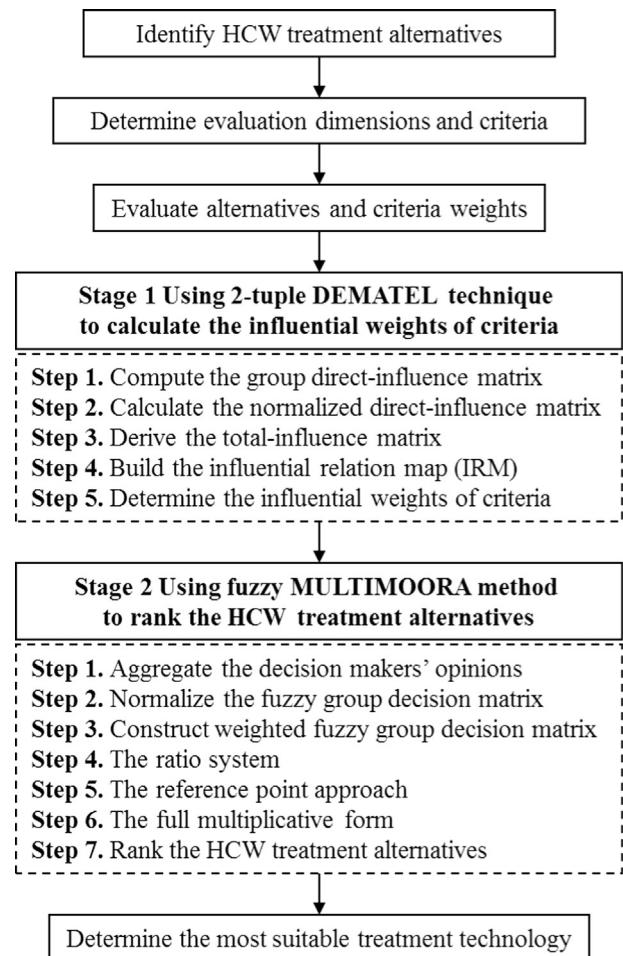 Identify HCW treatment alternatives
Determine evaluation dimensions and criteria
Evaluate alternatives and criteria weights
Stage 1 Using 2-tuple DEMATEL technique
to calculate the influential weights of criteria
Step 1. Compute the group direct-influence matrix
Step 2. Calculate the normalized direct-influence matrix
Step 3. Derive the total-influence matrix
Step 4. Build the influential relation map (IRM)
Step 5. Determine the influential weights of criteria
Stage 2 Using fuzzy MULTIMOORA method
to rank the HCW treatment alternatives
Step 1. Aggregate the decision makers’ opinions
Step 2. Normalize the fuzzy group decision matrix
Step 3. Construct weighted fuzzy group decision matrix
Step 4. The ratio system
Step 5. The reference point approach
Step 6. The full multiplicative form
Step 7. Rank the HCW treatment alternatives
Determine the most suitable treatment technology